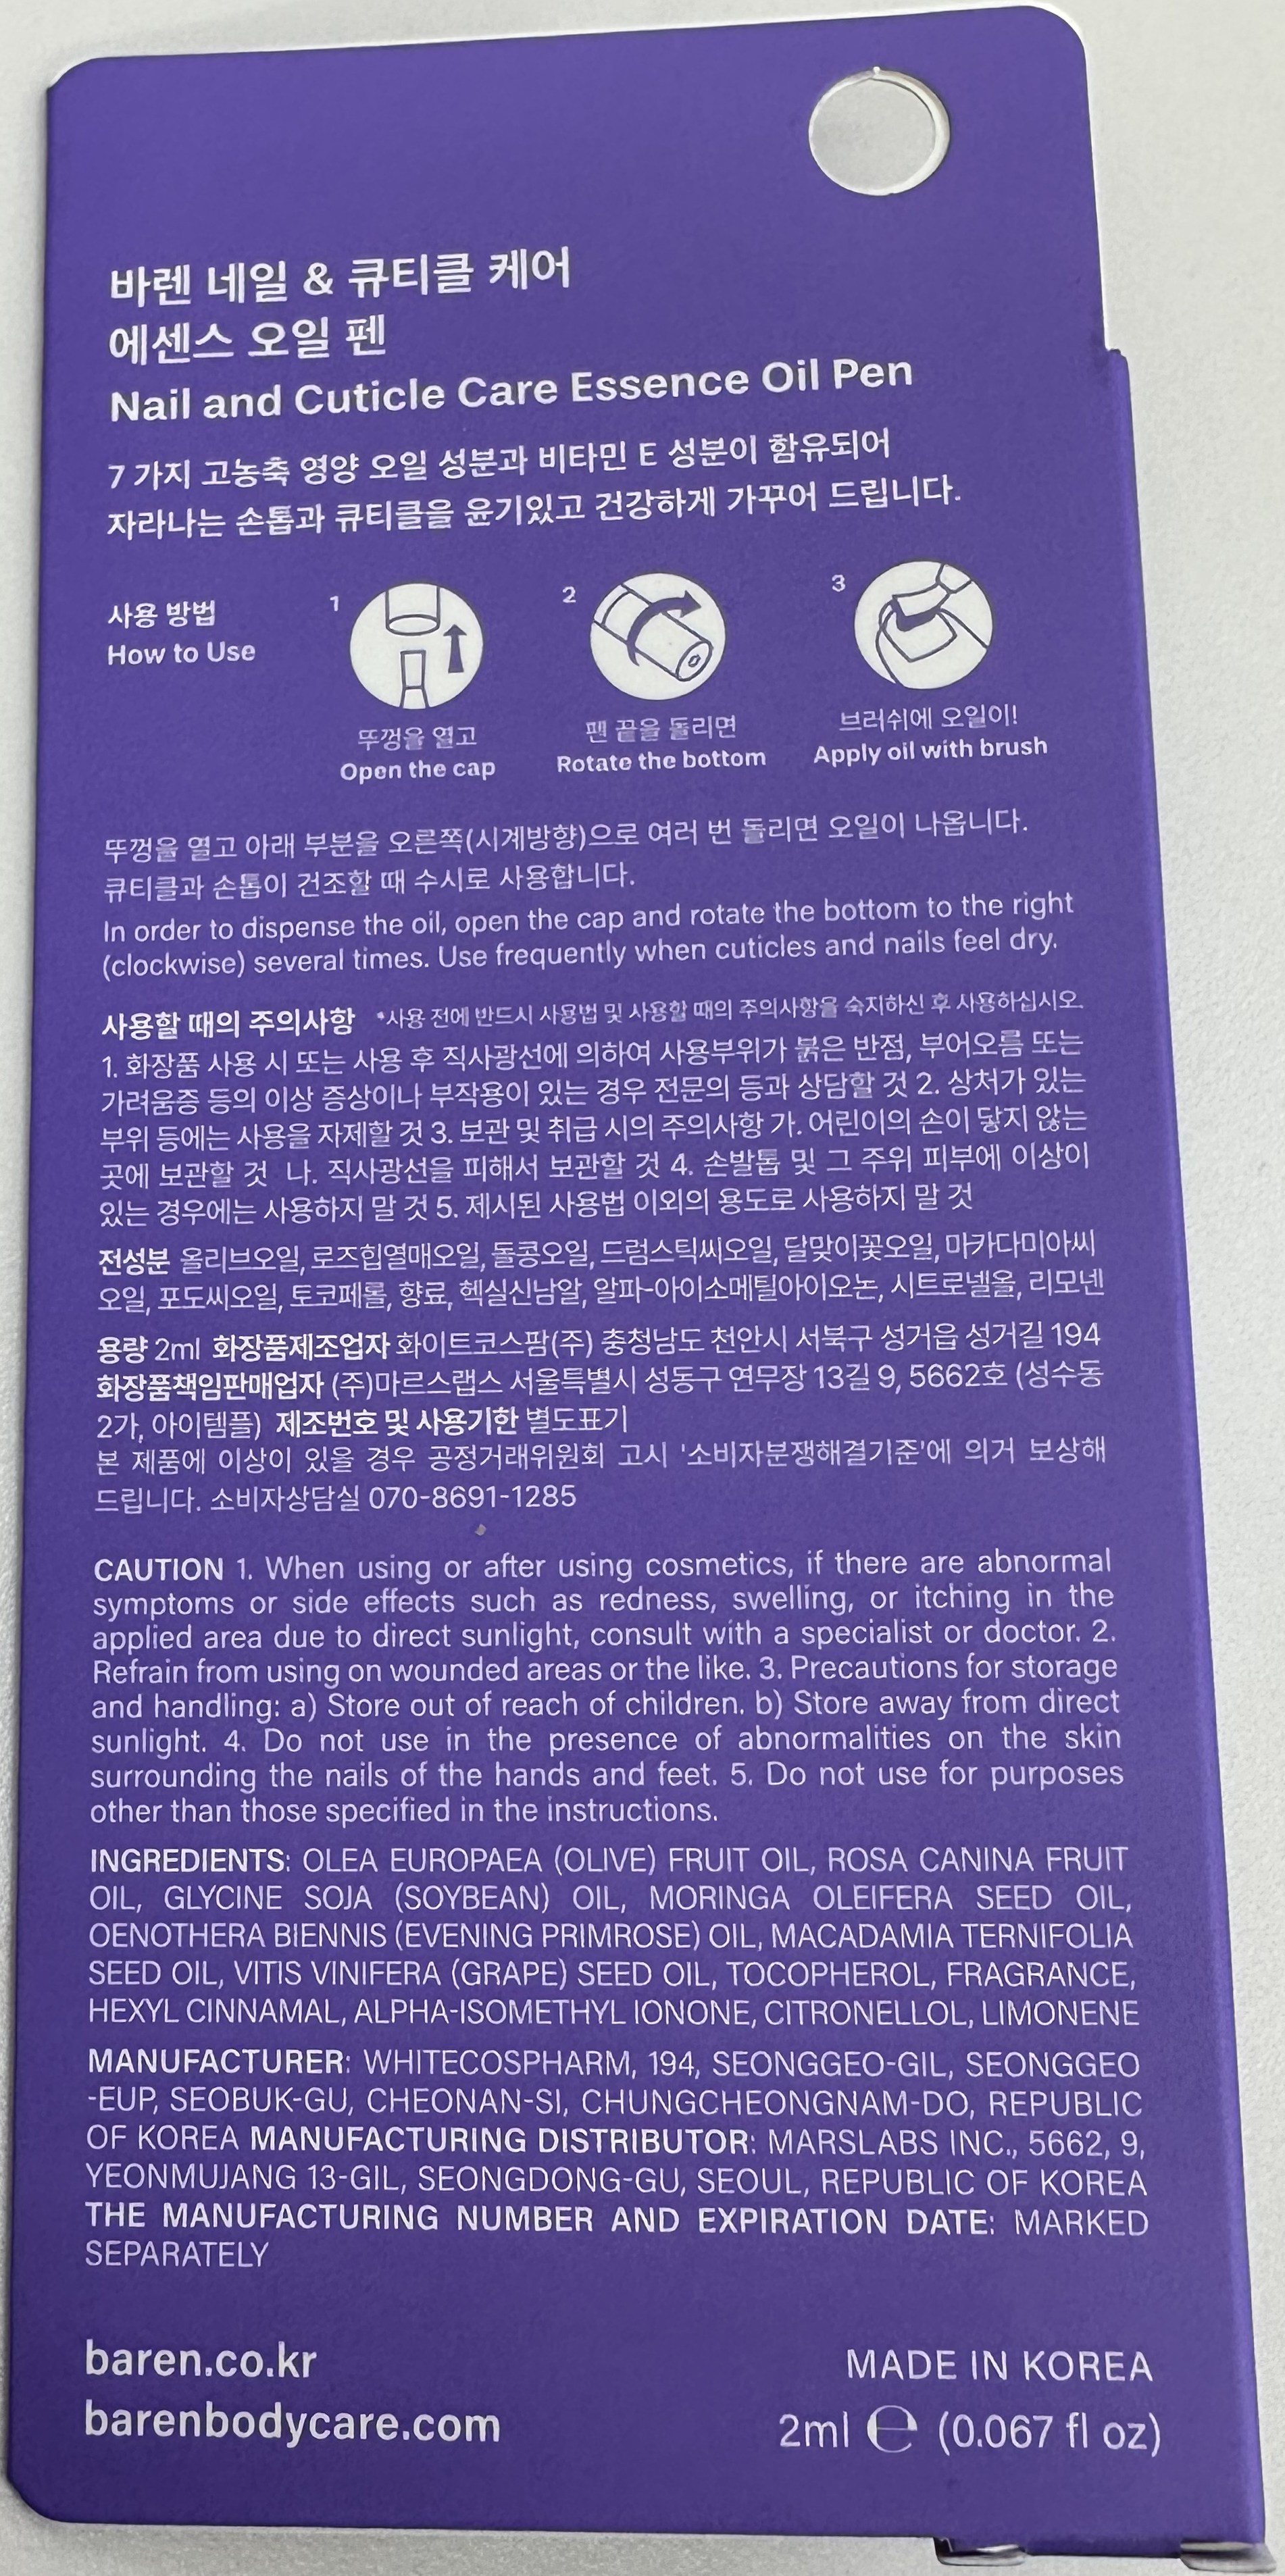 바렌 네일 & 큐티클 케어
에센스 오일 펜
Nail and Cuticle Care Essence Oil Pen
7 가지 고농축 영양 오일 성분과 비타민 E 성분이 함유되어
자라나는 손톱과 큐티클을 윤기있고 건강하게 가꾸어 드립니다.
사용 방법
How to Use
1
뚜껑을 열고
Open the cap
2
펜 끝을 돌리면
Rotate the bottom
3
브러쉬에 오일이!
Apply oil with brush
뚜껑을 열고 아래 부분을 오른쪽(시계방향)으로 여러 번 돌리면 오일이 나옵니다.
큐티클과 손톱이 건조할 때 수시로 사용합니다.
In order to dispense the oil, open the cap and rotate the bottom to the right
(clockwise) several times. Use frequently when cuticles and nails feel dry.
사용할 때의 주의사항 *사용 전에 반드시 사용법 및 사용할 때의 주의사항을 숙지하신 후 사용하십시오.
1. 화장품 사용 시 또는 사용 후 직사광선에 의하여 사용부위가 붉은 반점, 부어오름 또는
가려움증 등의 이상 증상이나 부작용이 있는 경우 전문의 등과 상담할 것 2. 상처가 있는
부위 등에는 사용을 자제할 것 3. 보관 및 취급 시의 주의사항 가. 어린이의 손이 닿지 않는
곳에 보관할 것 나. 직사광선을 피해서 보관할 것 4. 손발톱 및 그 주위 피부에 이상이
있는 경우에는 사용하지 말 것 5. 제시된 사용법 이외의 용도로 사용하지 말 것
전성분 올리브오일, 로즈힙열매오일, 돌콩오일, 드럼스틱씨오일, 달맞이꽃오일, 마카다미아씨
오일, 포도씨오일, 토코페롤, 향료, 헥실신남알, 알파-아이소메틸아이오논, 시트로넬올, 리모넨
용량 2ml 화장품제조업자 화이트코스팜(주) 충청남도 천안시 서북구 성거읍 성거길 194
화장품책임판매업자 (주)마르스랩스 서울특별시 성동구 연무장 13길 9, 5662호 (성수동
2가, 아이템플) 제조번호 및 사용기한 별도표기
본 제품에 이상이 있을 경우 공정거래위원회 고시 '소비자분쟁해결기준'에 의거 보상해
드립니다. 소비자상담실 070-8691-1285
CAUTION 1. When using or after using cosmetics, if there are abnormal
symptoms or side effects such as redness, swelling, or itching in the
applied area due to direct sunlight, consult with a specialist or doctor. 2.
Refrain from using on wounded areas or the like. 3. Precautions for storage
and handling: a) Store out of reach of children. b) Store away from direct
sunlight. 4. Do not use in the presence of abnormalities on the skin
surrounding the nails of the hands and feet. 5. Do not use for purposes
other than those specified in the instructions.
INGREDIENTS: OLEA EUROPAEA (OLIVE) FRUIT OIL, ROSA CANINA FRUIT
OIL, GLYCINE SOJA (SOYBEAN) OIL, MORINGA OLEIFERA SEED OIL,
OENOTHERA BIENNIS (EVENING PRIMROSE) OIL, MACADAMIA TERNIFOLIA
SEED OIL, VITIS VINIFERA (GRAPE) SEED OIL, TOCOPHEROL, FRAGRANCE,
HEXYL CINNAMAL, ALPHA-ISOMETHYL IONONE, CITRONELLOL, LIMONENE
MANUFACTURER: WHITECOSPHARM, 194, SEONGGEO-GIL, SEONGGEO
-EUP, SEOBUK-GU, CHEONAN-SI, CHUNGCHEONGNAM-DO, REPUBLIC
OF KOREA MANUFACTURING DISTRIBUTOR: MARSLABS INC., 5662, 9,
YEONMUJANG 13-GIL, SEONGDONG-GU, SEOUL, REPUBLIC OF KOREA
THE MANUFACTURING NUMBER AND EXPIRATION DATE: MARKED
SEPARATELY
baren.co.kr
barenbodycare.com
MADE IN KOREA
2ml ℮ (0.067 fl oz)